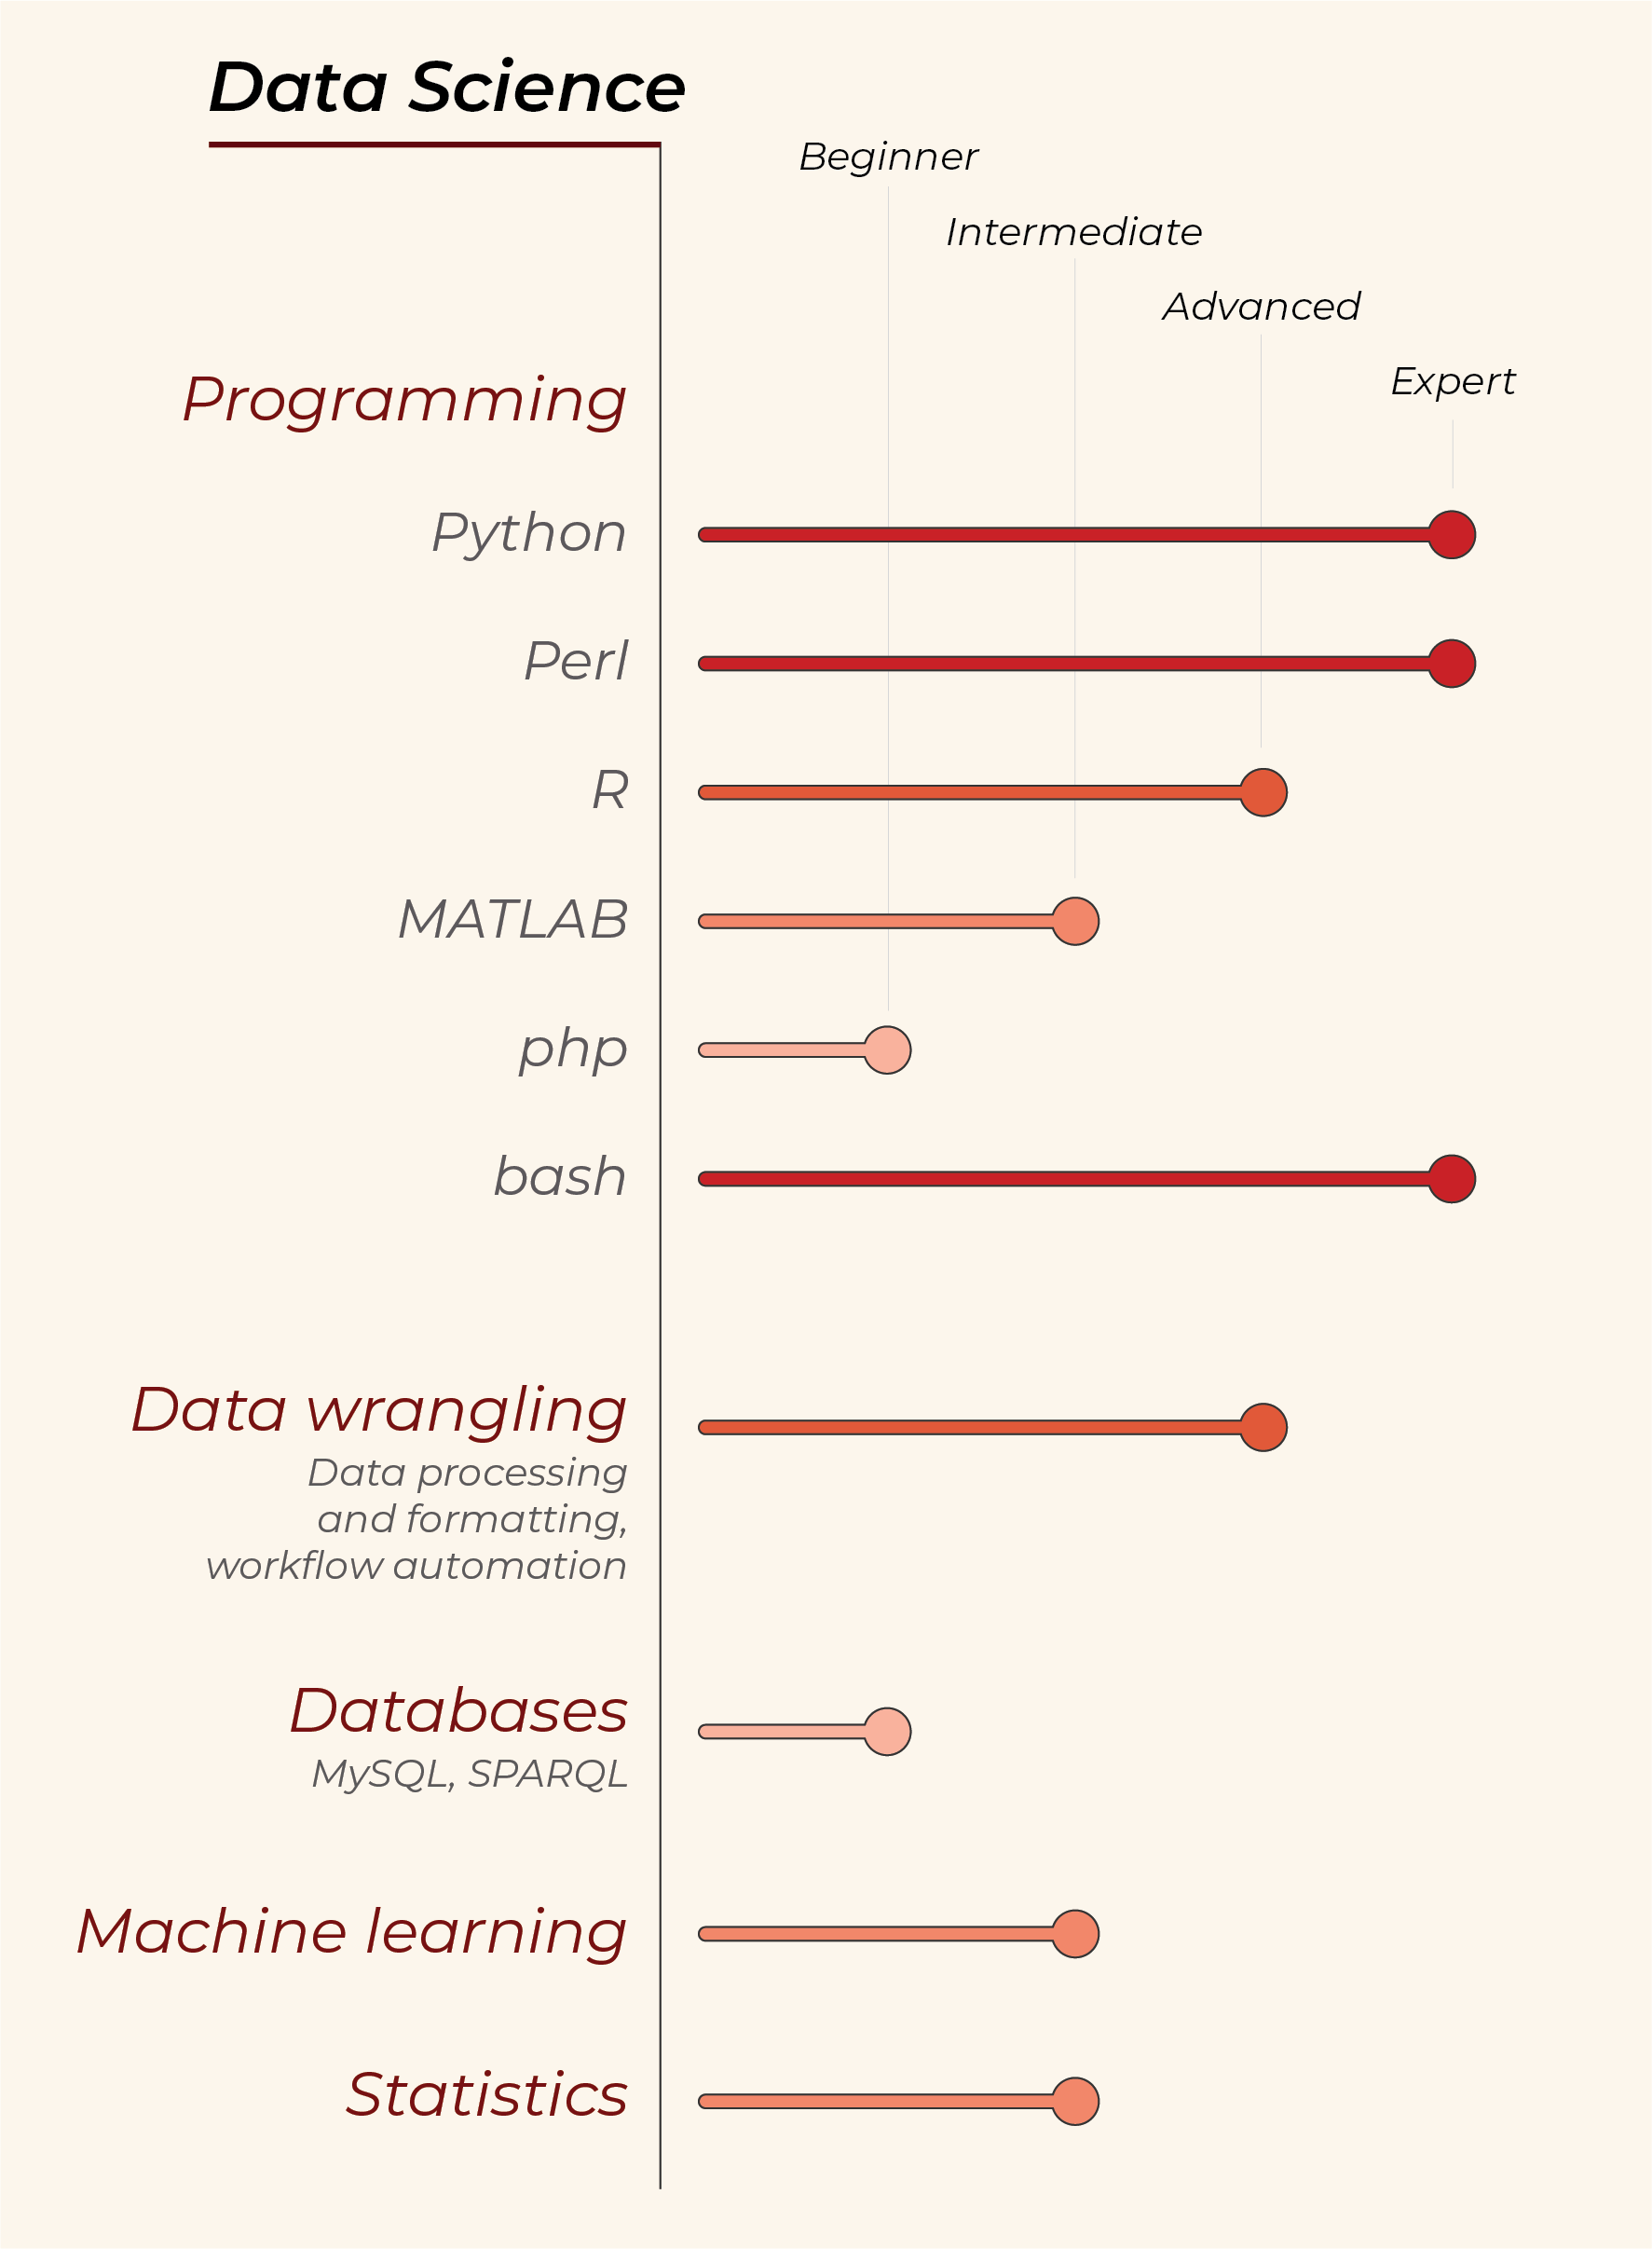 Data Science
Beginner
Intermediate
Advanced
Expert
Programming
Python
Perl
R
MATLAB
php
bash
Data wrangling
Data processing
and formatting,
workflow automation
Databases
MySQL, SPARQL
Machine learning
Statistics